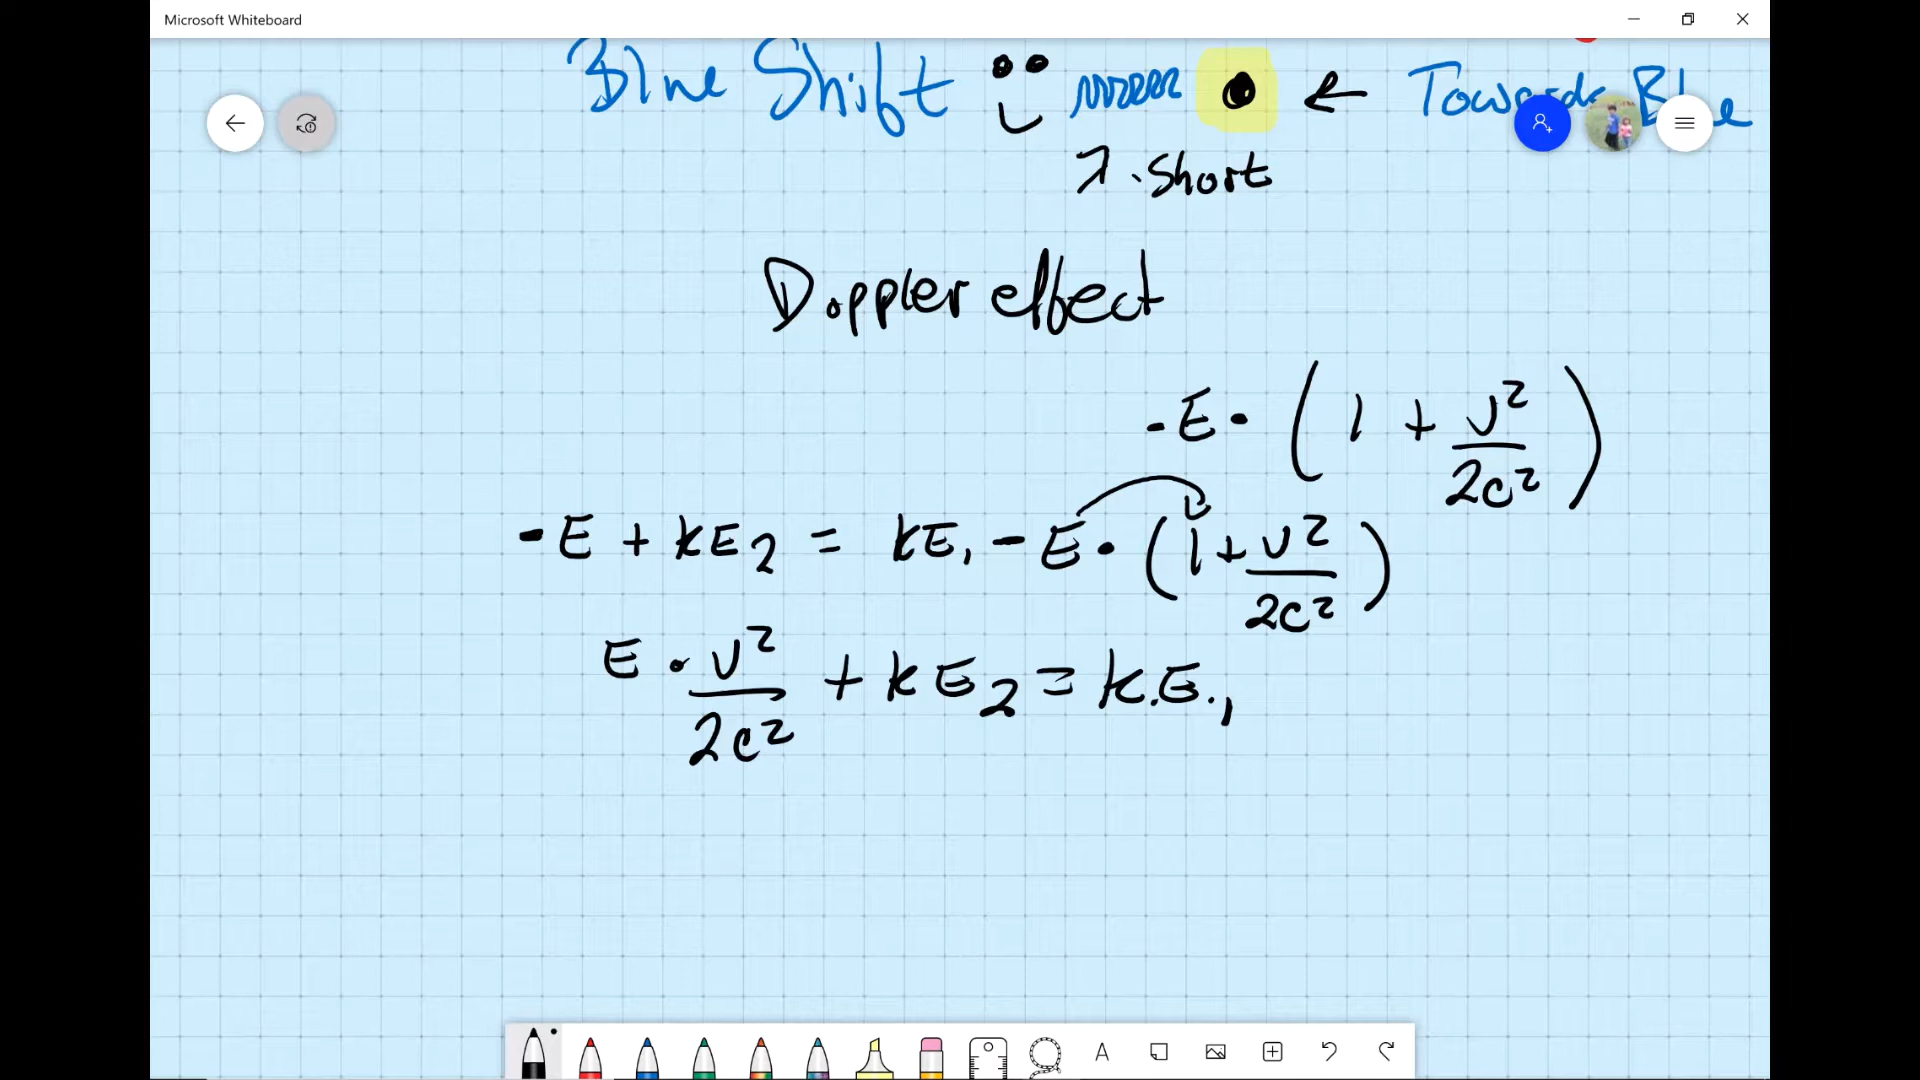 Microsoft Whiteboard
Blue Shift ← Towards Blue
λ · short
Doppler effect
-E · (1 + v²/2c²)
-E + KE₂ = KE₁ - E · (1 + v²/2c²)
E · v²/2c² + KE₂ = K.E.₁
A